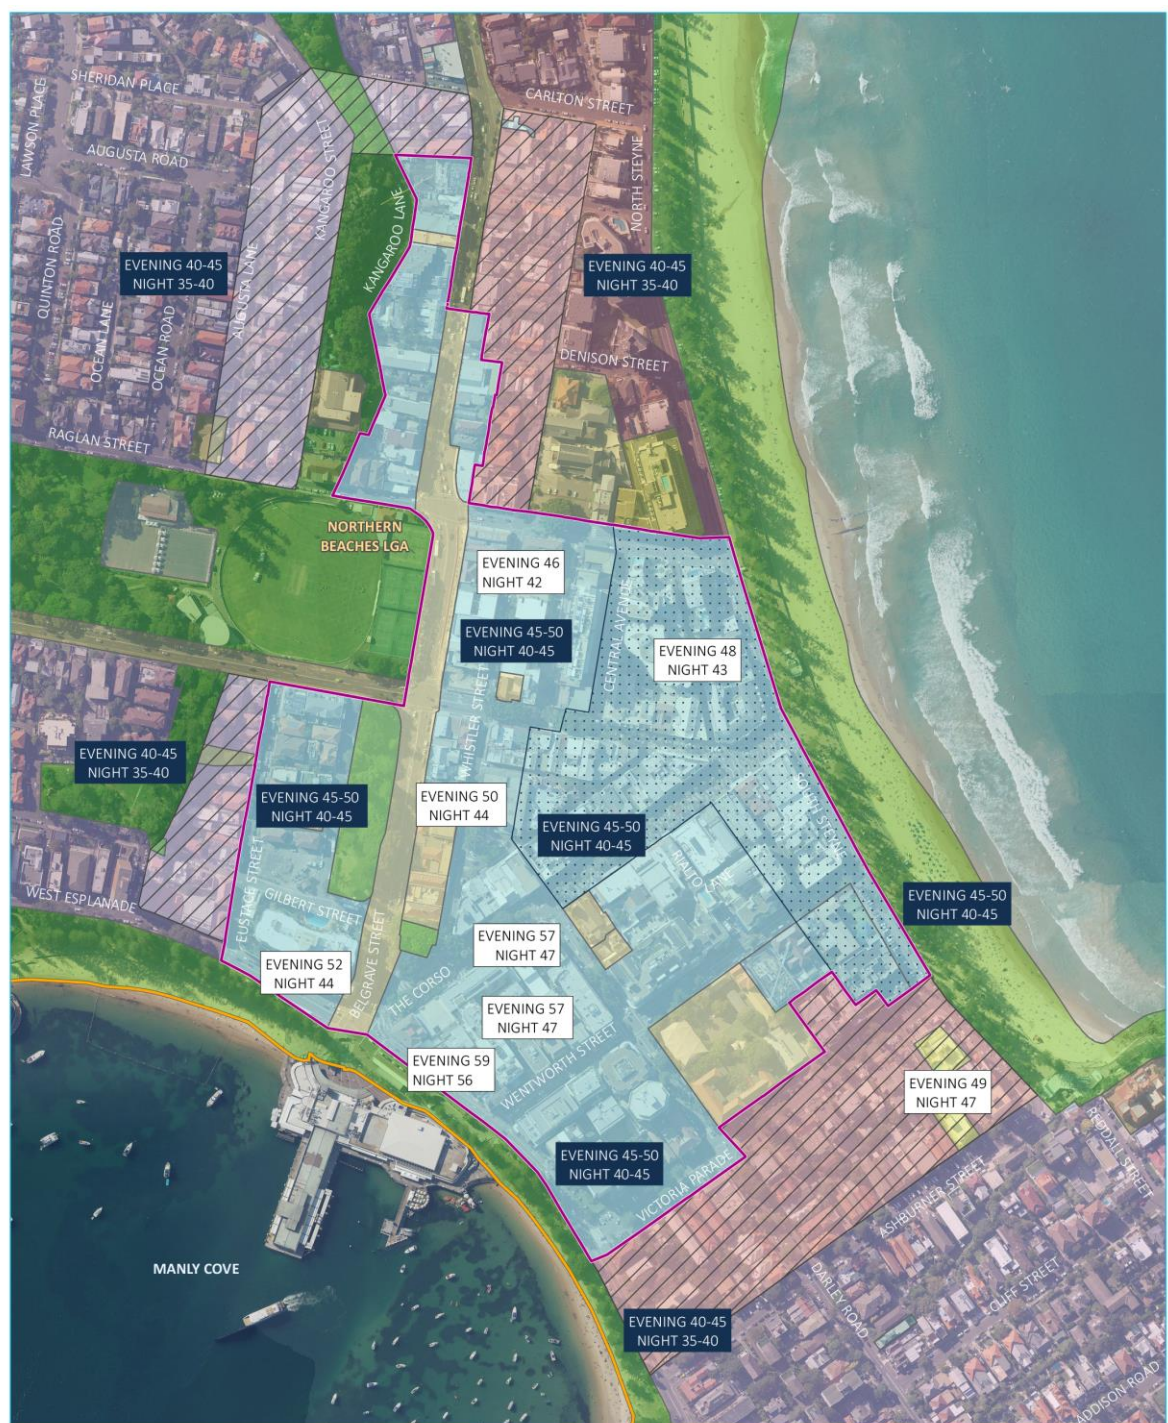 SHERIDAN PLACE
CARLTON STREET
LAWSON PLACE
AUGUSTA ROAD
KANGAROO STREET
NORTH STEYNE
KANGAROO LANE
QUINTON ROAD
EVENING 40-45
NIGHT 35-40
AUGUSTA LANE
EVENING 40-45
NIGHT 35-40
OCEAN LANE
OCEAN ROAD
DENISON STREET
RAGLAN STREET
NORTHERN
BEACHES LGA
EVENING 46
NIGHT 42
EVENING 45-50
NIGHT 40-45
CENTRAL AVENUE
EVENING 48
NIGHT 43
WHISTLER STREET
EVENING 40-45
NIGHT 35-40
EVENING 45-50
NIGHT 40-45
EVENING 50
NIGHT 44
SOUTH STEYNE
EVENING 45-50
NIGHT 40-45
RIALTO LANE
EUSTACE STREET
WEST ESPLANADE
GILBERT STREET
EVENING 45-50
NIGHT 40-45
EVENING 52
NIGHT 44
BELGRAVE STREET
THE CORSO
EVENING 57
NIGHT 47
EVENING 57
NIGHT 47
EVENING 59
NIGHT 56
WENTWORTH STREET
EVENING 49
NIGHT 47
EVENING 45-50
NIGHT 40-45
VICTORIA PARADE
ASHBURNER STREET
RIDDALL STREET
MANLY COVE
DARLEY ROAD
CLIFF STREET
EVENING 40-45
NIGHT 35-40
ADDISON ROAD